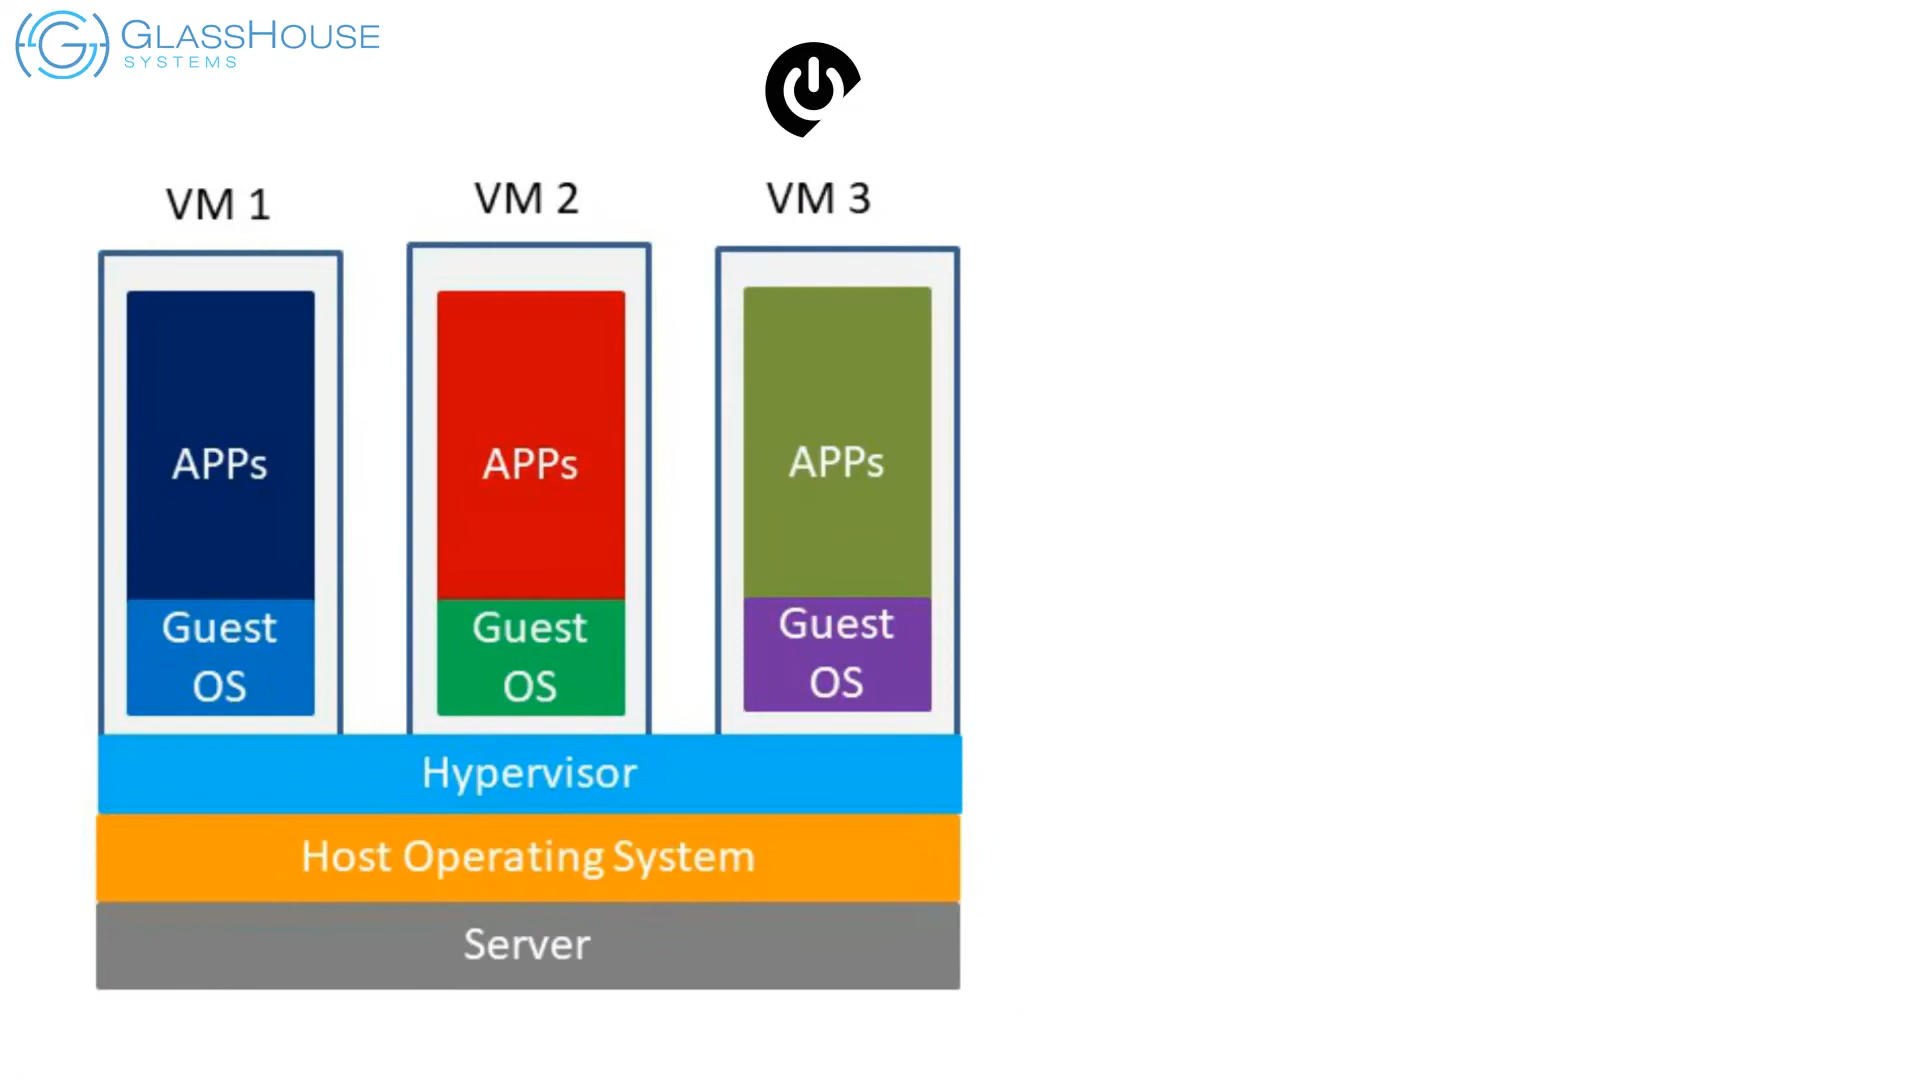 GLASSHOUSE
SYSTEMS
VM 1
VM 2
VM 3
APPs
APPs
APPs
Guest
OS
Guest
OS
Guest
OS
Hypervisor
Host Operating System
Server